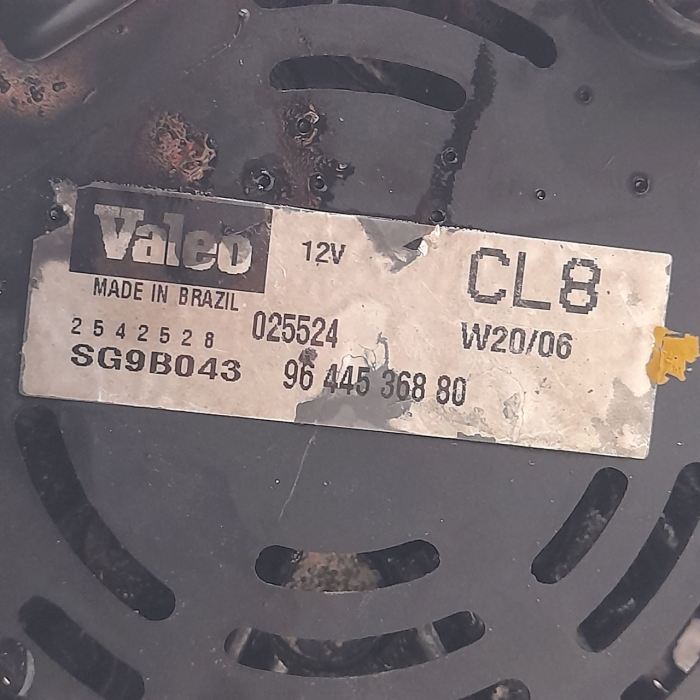 Valeo 12V CL8
MADE IN BRAZIL
2542528 025524 W20/06
SG9B043 96 445 368 80